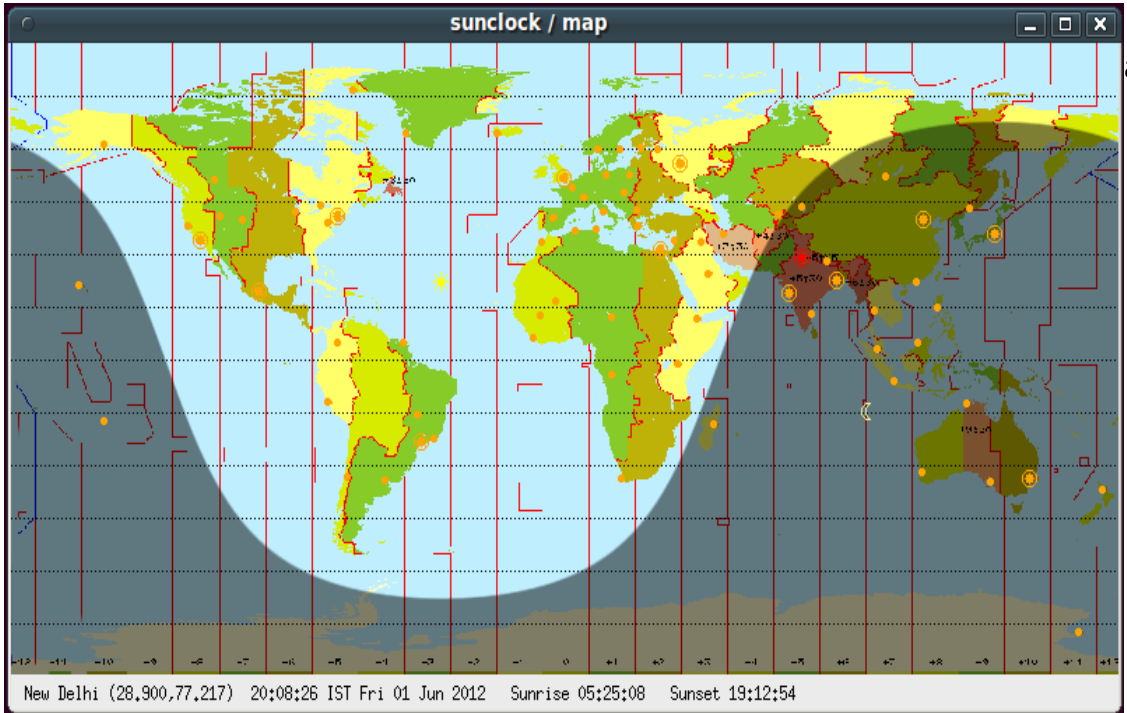 sunclock / map
a
+9:30
-12 -11 -10 -9 -8 -7 -6 -5 -4 -3 -2 -1 0 +1 +2 +3 +4 +5 +6 +7 +8 +9 +10 +11 +12
New Delhi (28,900,77,217) 20:08:26 IST Fri 01 Jun 2012 Sunrise 05:25:08 Sunset 19:12:54